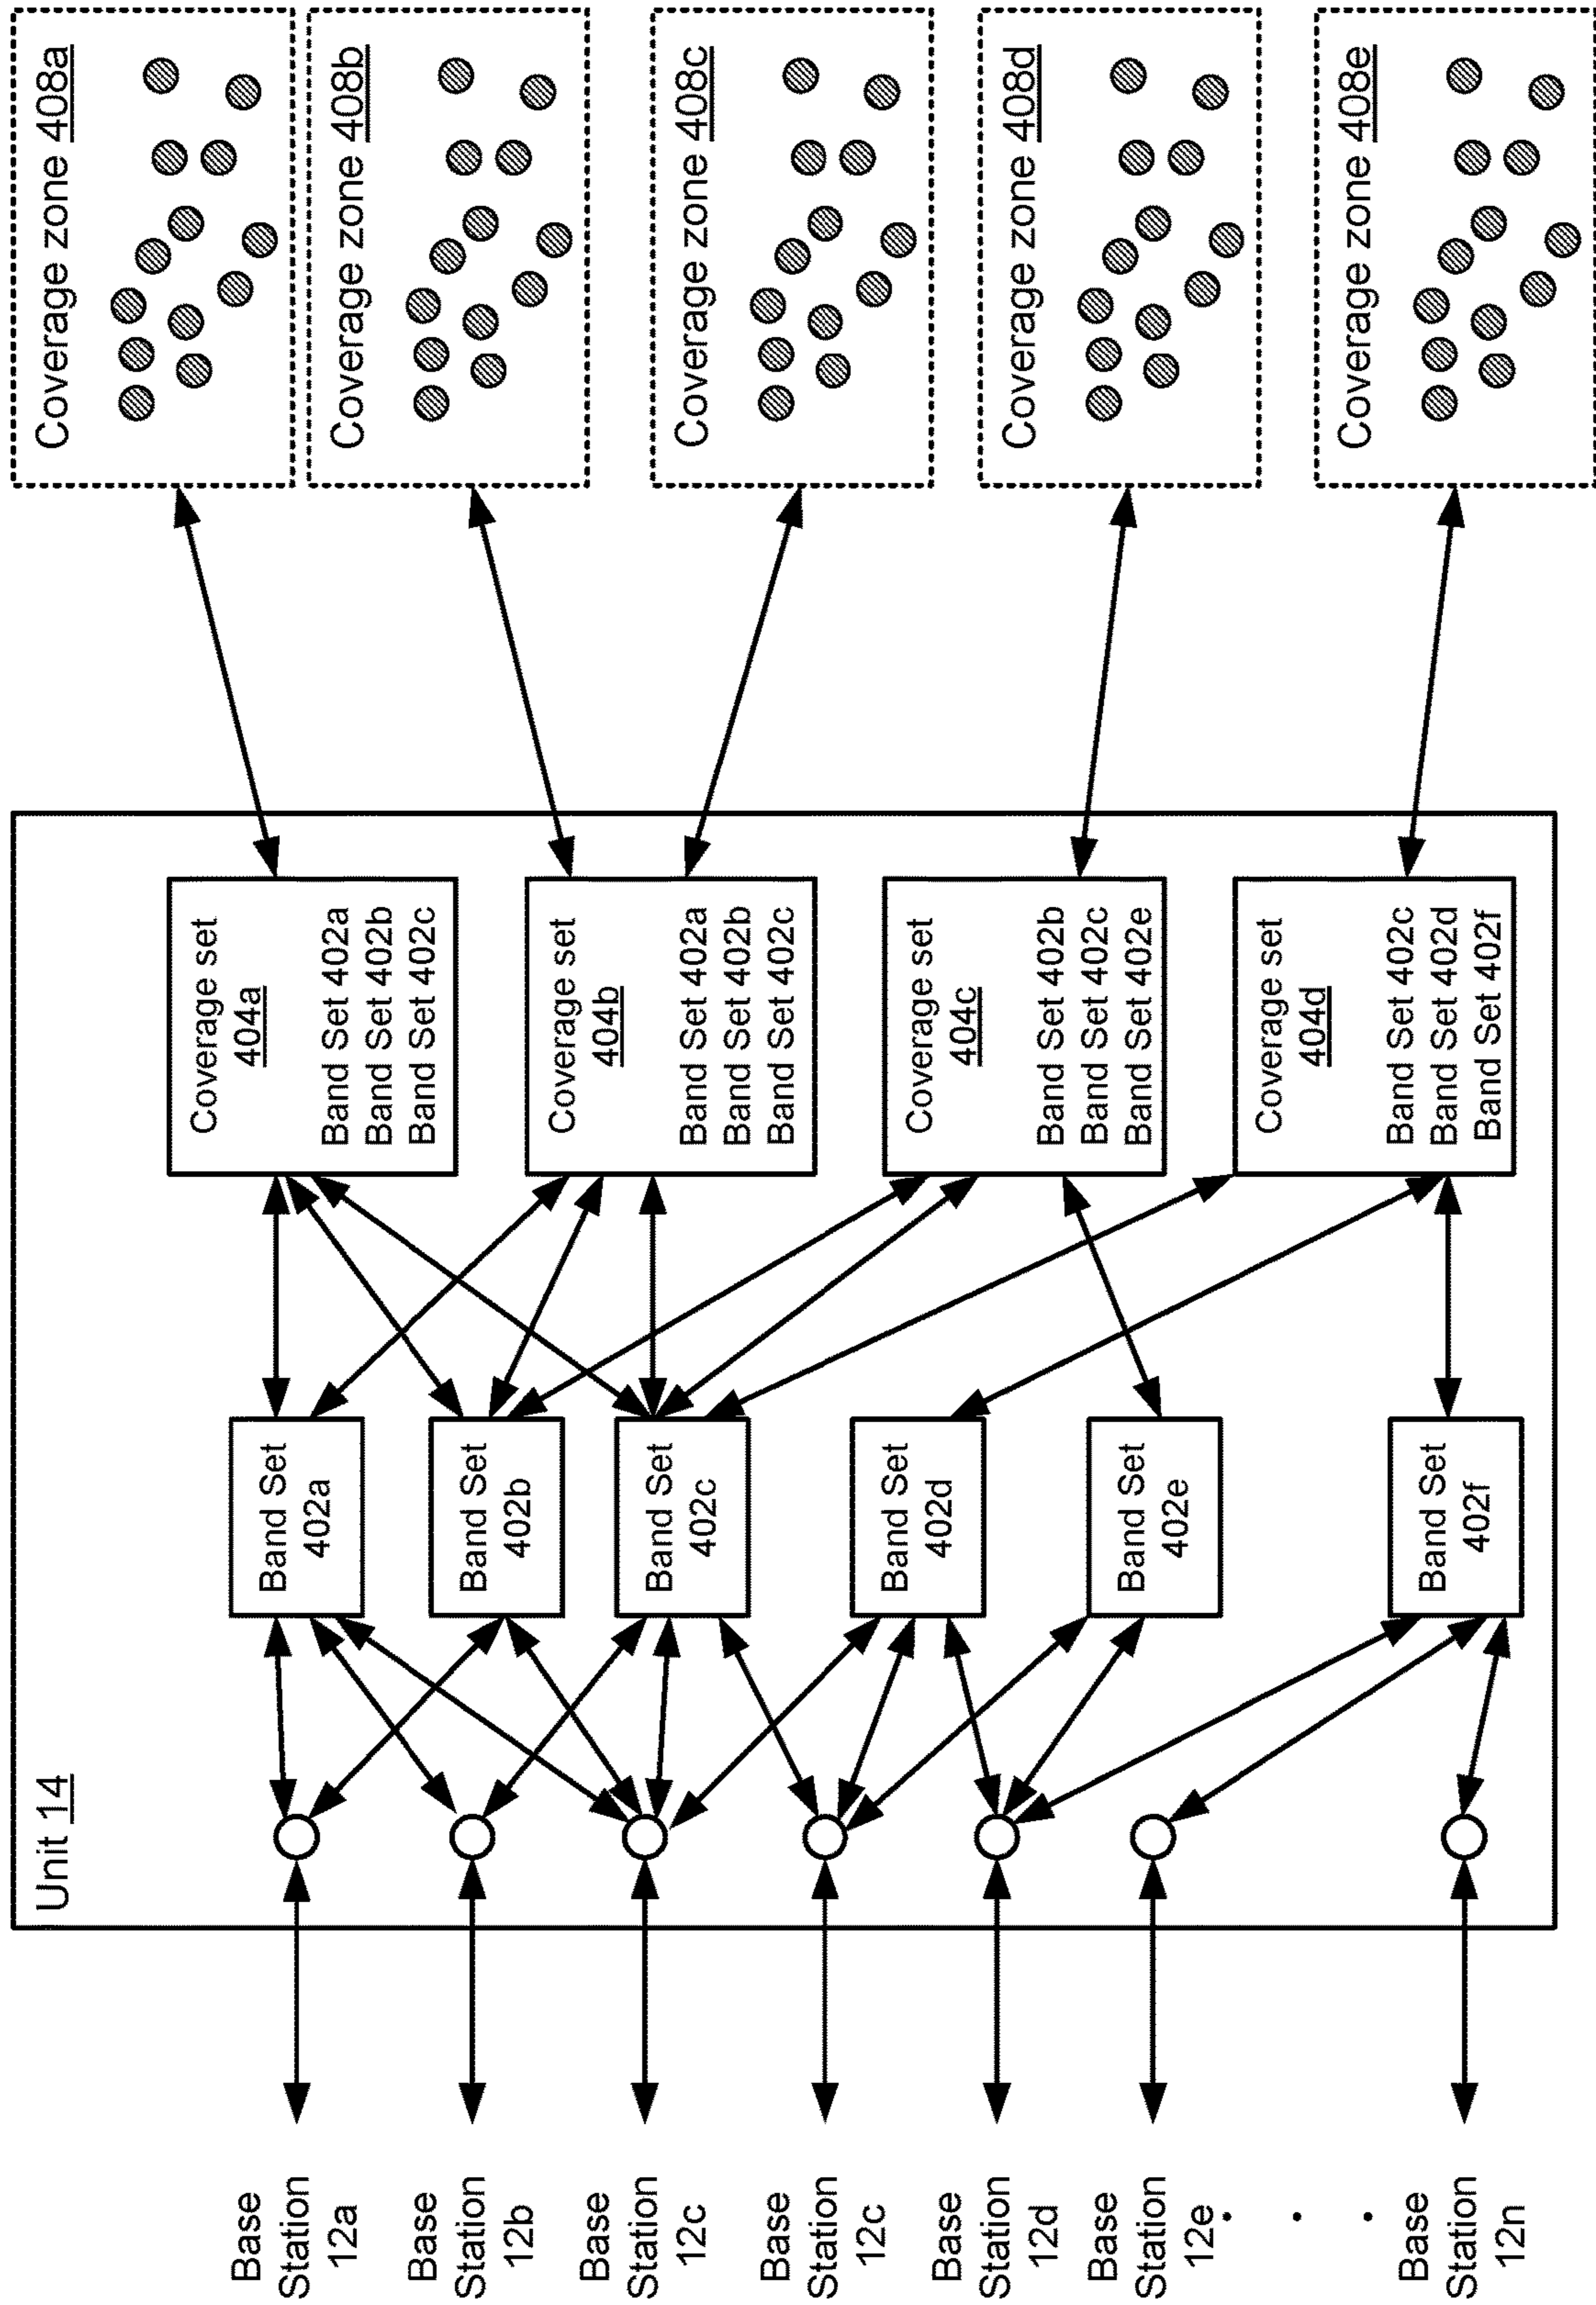 Unit 14
Base
Station
12a
Base
Station
12b
Base
Station
12c
Base
Station
12c
Base
Station
12d
Base
Station
12e
Base
Station
12n
Band Set
402a
Band Set
402b
Band Set
402c
Band Set
402d
Band Set
402e
Band Set
402f
Coverage set
404a
Band Set 402a
Band Set 402b
Band Set 402c
Coverage set
404b
Band Set 402a
Band Set 402b
Band Set 402c
Coverage set
404c
Band Set 402b
Band Set 402c
Band Set 402e
Coverage set
404d
Band Set 402c
Band Set 402d
Band Set 402f
Coverage zone 408a
Coverage zone 408b
Coverage zone 408c
Coverage zone 408d
Coverage zone 408e